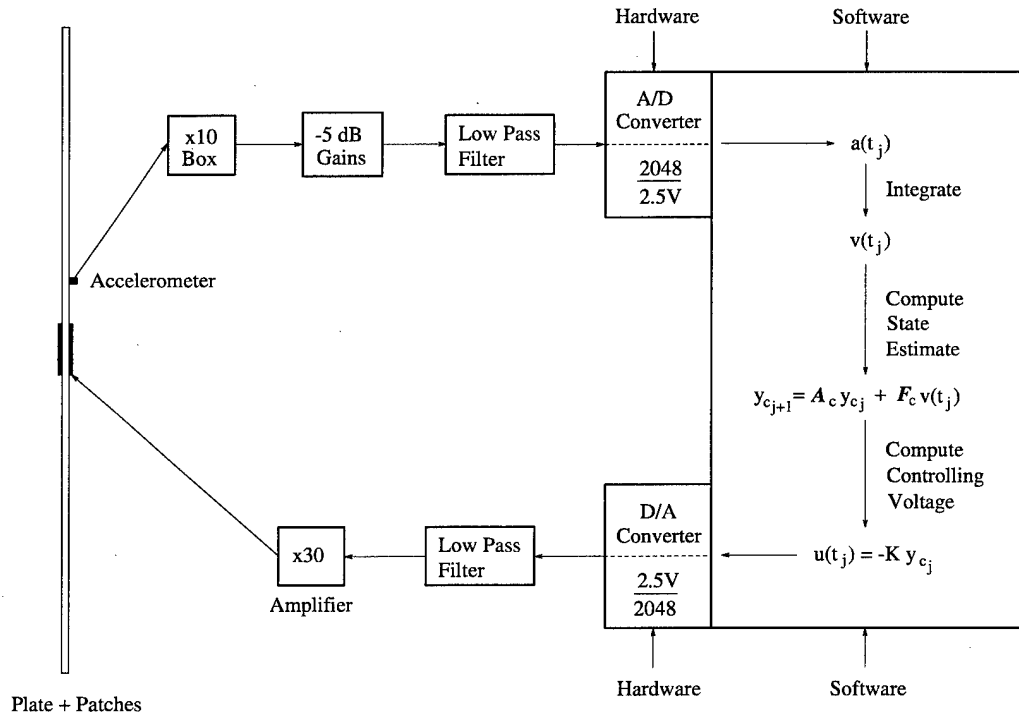 Hardware
Software
x10
Box
-5 dB
Gains
Low Pass
Filter
A/D
Converter
2048
2.5V
a(t_j)
Integrate
v(t_j)
Accelerometer
Compute
State
Estimate
y_{c_{j+1}} = A_c y_{c_j} + F_c v(t_j)
Compute
Controlling
Voltage
D/A
Converter
2.5V
2048
Low Pass
Filter
x30
Amplifier
u(t_j) = -K y_{c_j}
Hardware
Software
Plate + Patches